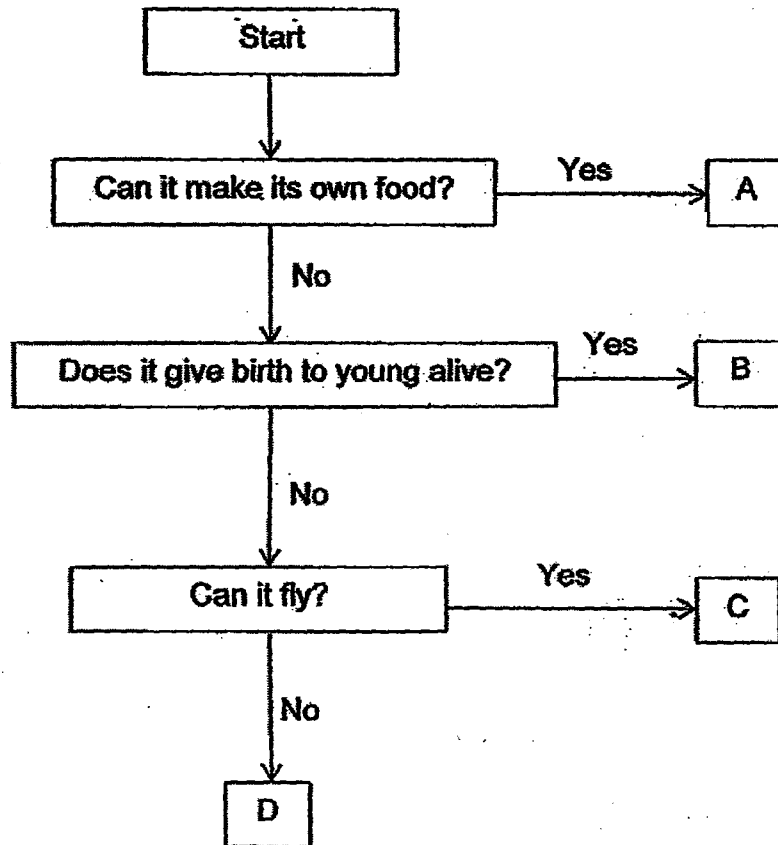 Start
Can it make its own food?
Yes
A
No
Does it give birth to young alive?
Yes
B
No
Can it fly?
Yes
C
No
D